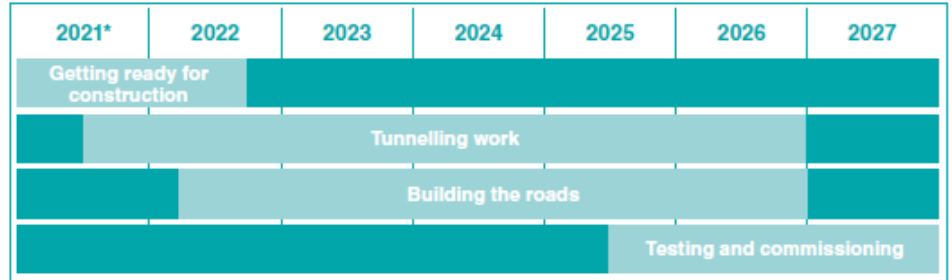 2021* 2022 2023 2024 2025 2026 2027
Getting ready for
construction
Tunnelling work
Building the roads
Testing and commissioning